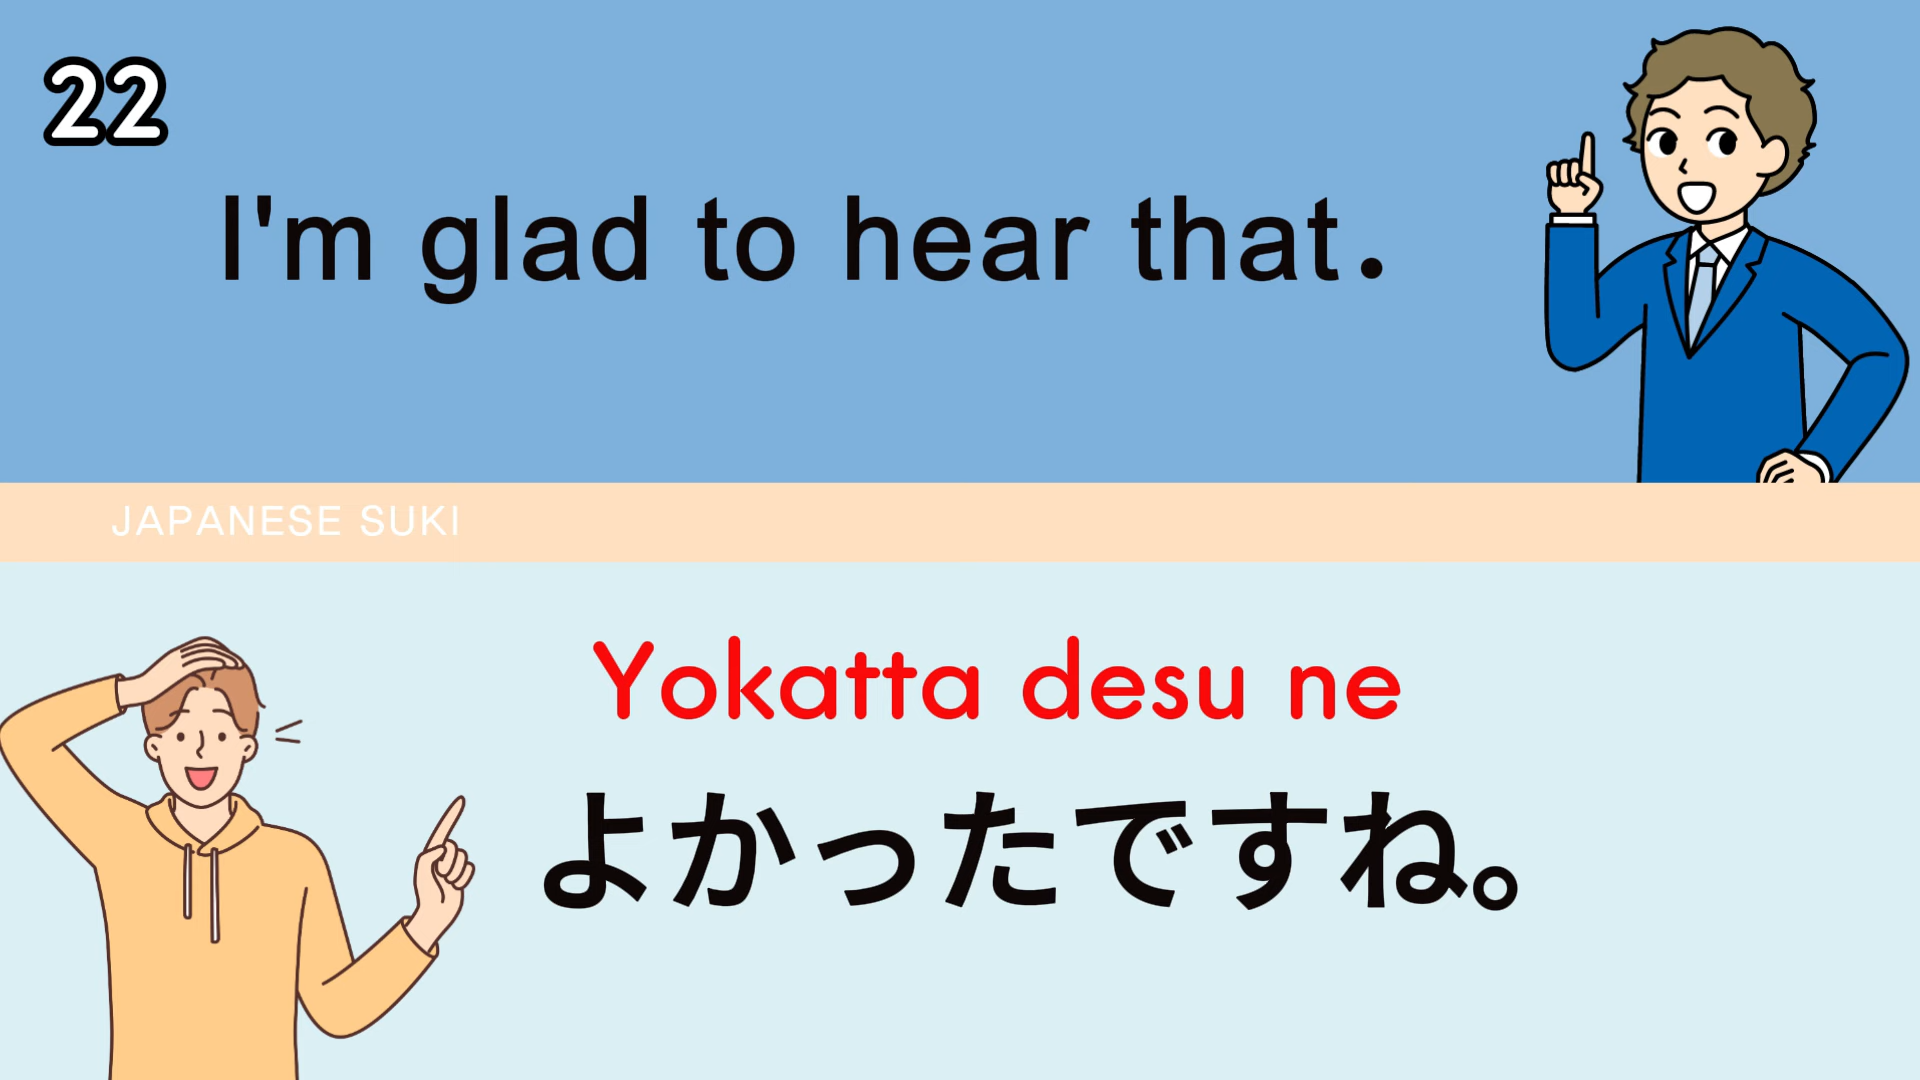 22
I'm glad to hear that.
JAPANESE SUKI
Yokatta desu ne
よかったですね。